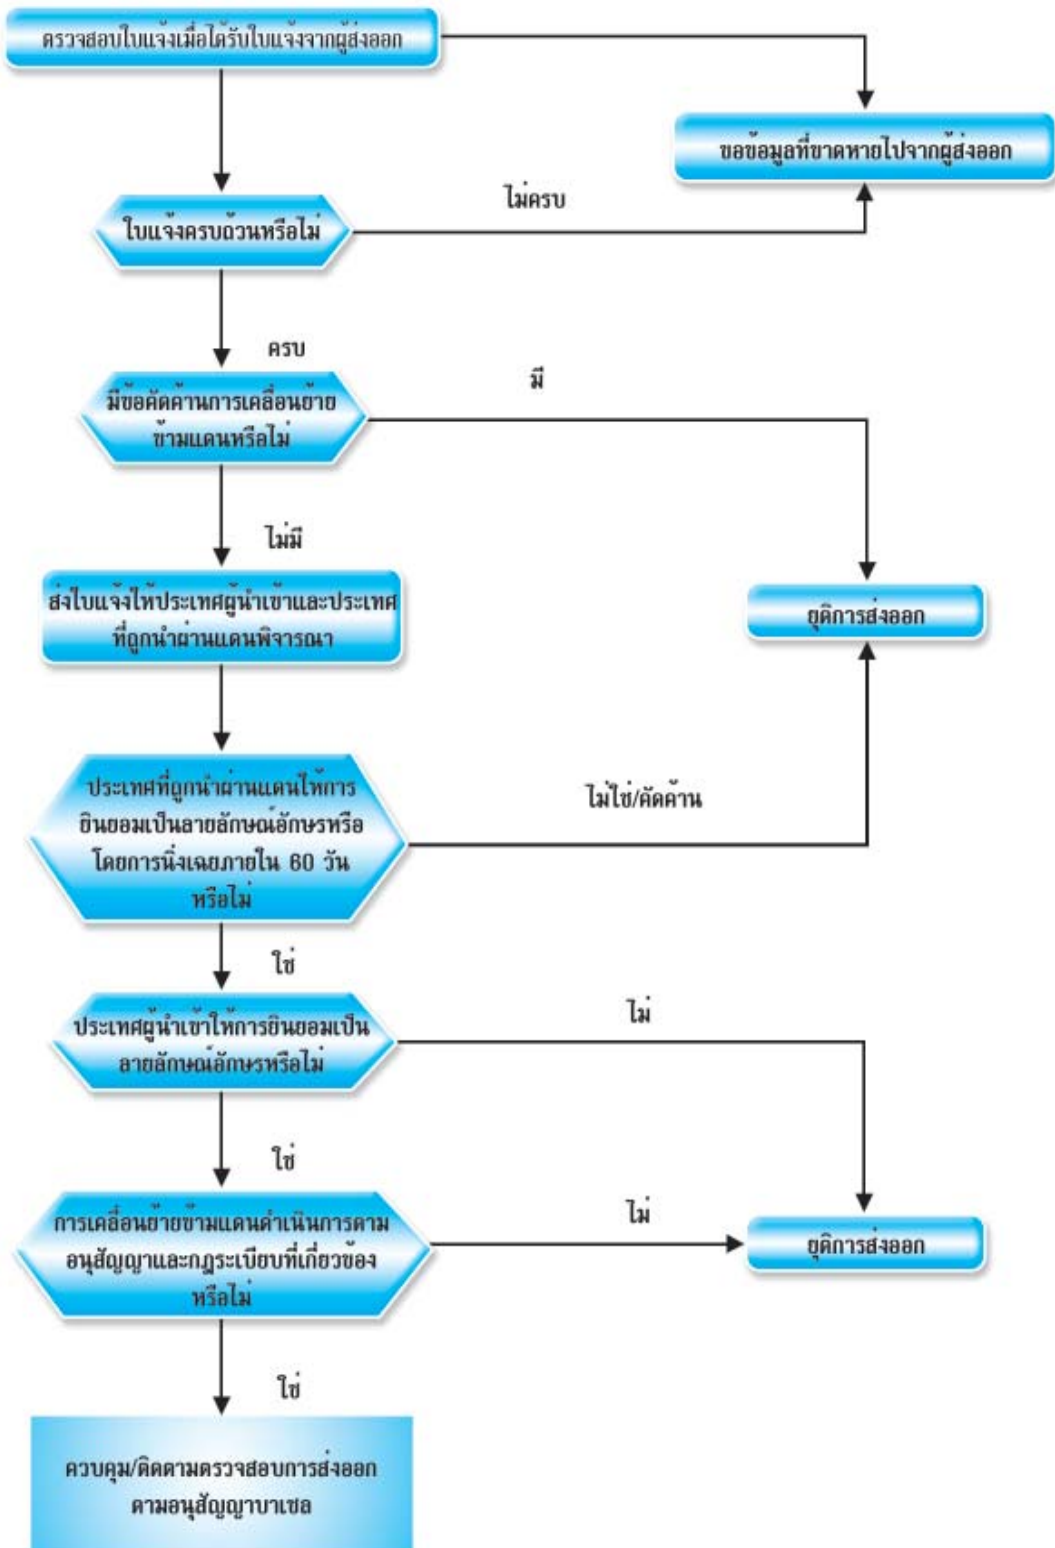 ตรวจสอบใบแจ้งเมื่อได้รับใบแจ้งจากผู้ส่งออก
ขอข้อมูลที่ขาดหายไปจากผู้ส่งออก
ไม่ครบ
ใบแจ้งครบถ้วนหรือไม่
ครบ
มี
มีข้อคัดค้านการเคลื่อนย้าย
ข้ามแดนหรือไม่
ไม่มี
ส่งใบแจ้งให้ประเทศผู้นำเข้าและประเทศ
ที่ถูกนำผ่านแดนพิจารณา
ยุติการส่งออก
ประเทศที่ถูกนำผ่านแดนให้การ
ยินยอมเป็นลายลักษณ์อักษรหรือ
โดยการนิ่งเฉยภายใน 60 วัน
หรือไม่
ไม่ใช่/คัดค้าน
ใช่
ประเทศผู้นำเข้าให้การยินยอมเป็น
ลายลักษณ์อักษรหรือไม่
ไม่
ใช่
การเคลื่อนย้ายข้ามแดนดำเนินการตาม
อนุสัญญาและกฎระเบียบที่เกี่ยวข้อง
หรือไม่
ไม่
ยุติการส่งออก
ใช่
ควบคุม/ติดตามตรวจสอบการส่งออก
ตามอนุสัญญาบาเซล